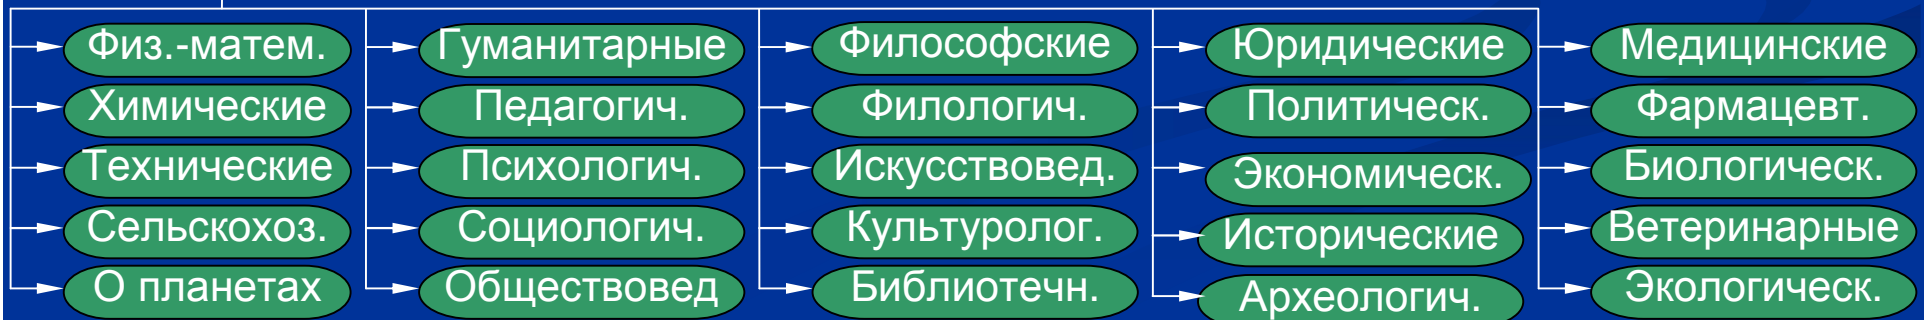 Физ.-матем.
Химические
Технические
Сельскохоз.
О планетах
Гуманитарные
Педагогич.
Психологич.
Социологич.
Обществовед
Философские
Филологич.
Искусствовед.
Культуролог.
Библиотечн.
Юридические
Политическ.
Экономическ.
Исторические
Археологич.
Медицинские
Фармацевт.
Биологическ.
Ветеринарные
Экологическ.